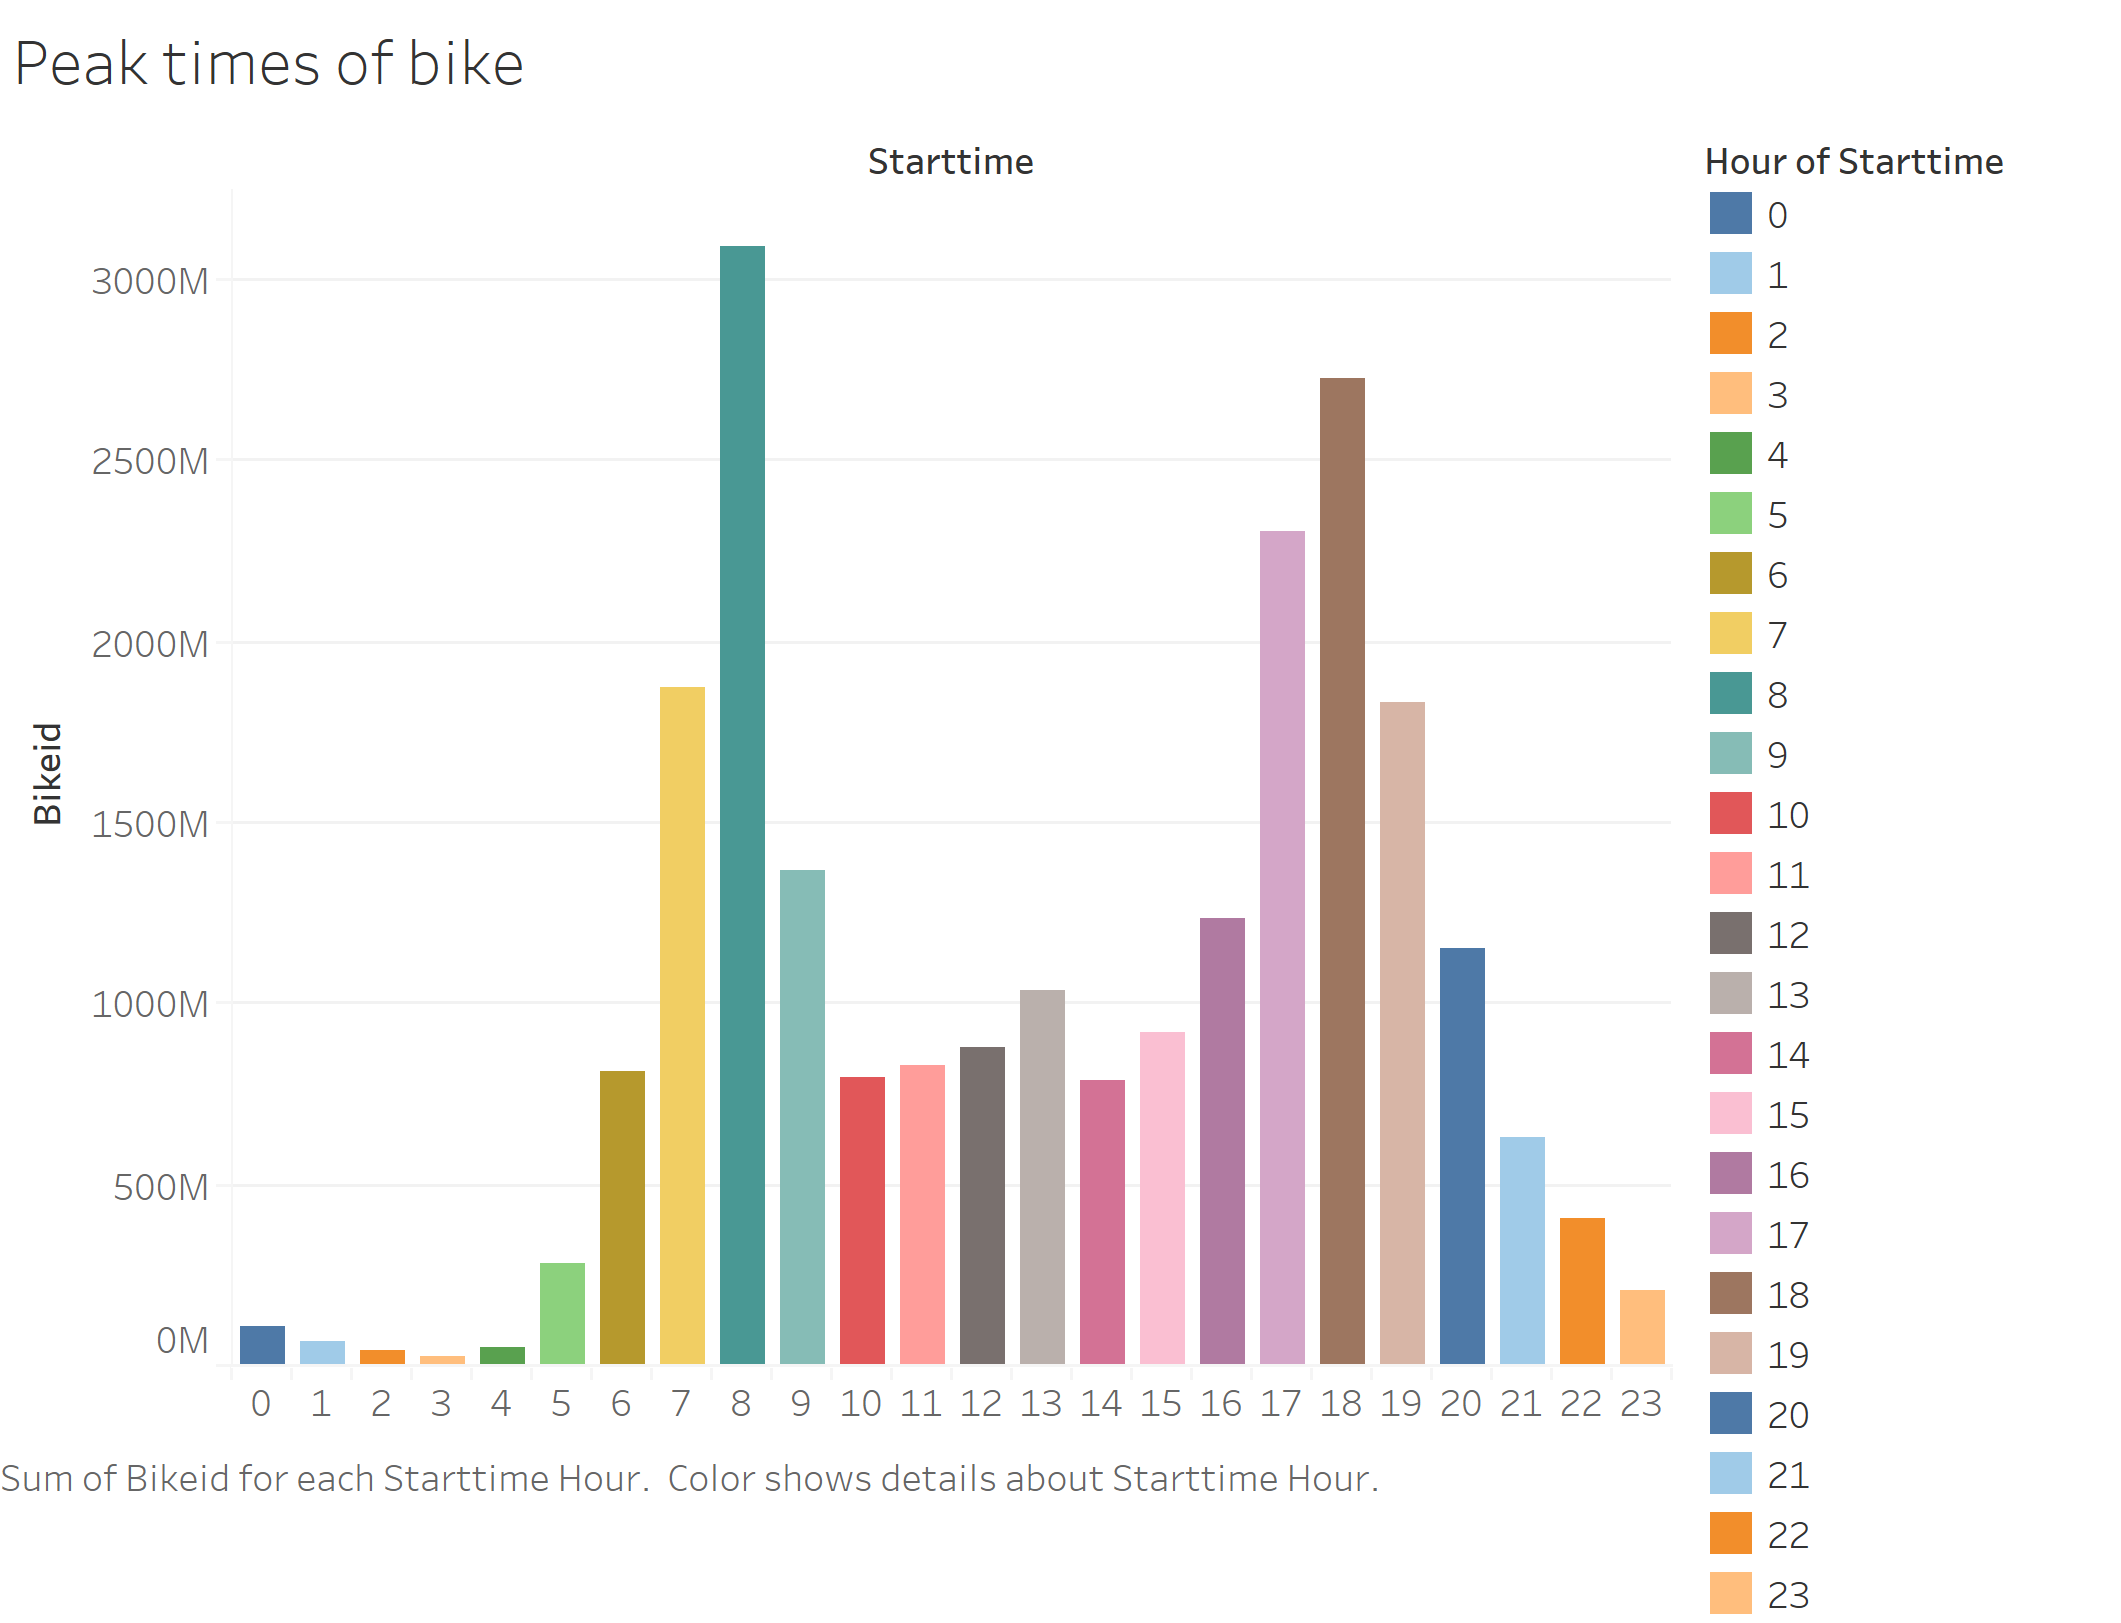 Peak times of bike
Starttime
Hour of Starttime
0
1
2
3
4
5
6
7
8
9
10
11
12
13
14
15
16
17
18
19
20
21
22
23
Bikeid
3000M
2500M
2000M
1500M
1000M
500M
0M
0 1 2 3 4 5 6 7 8 9 10 11 12 13 14 15 16 17 18 19 20 21 22 23
Sum of Bikeid for each Starttime Hour.  Color shows details about Starttime Hour.